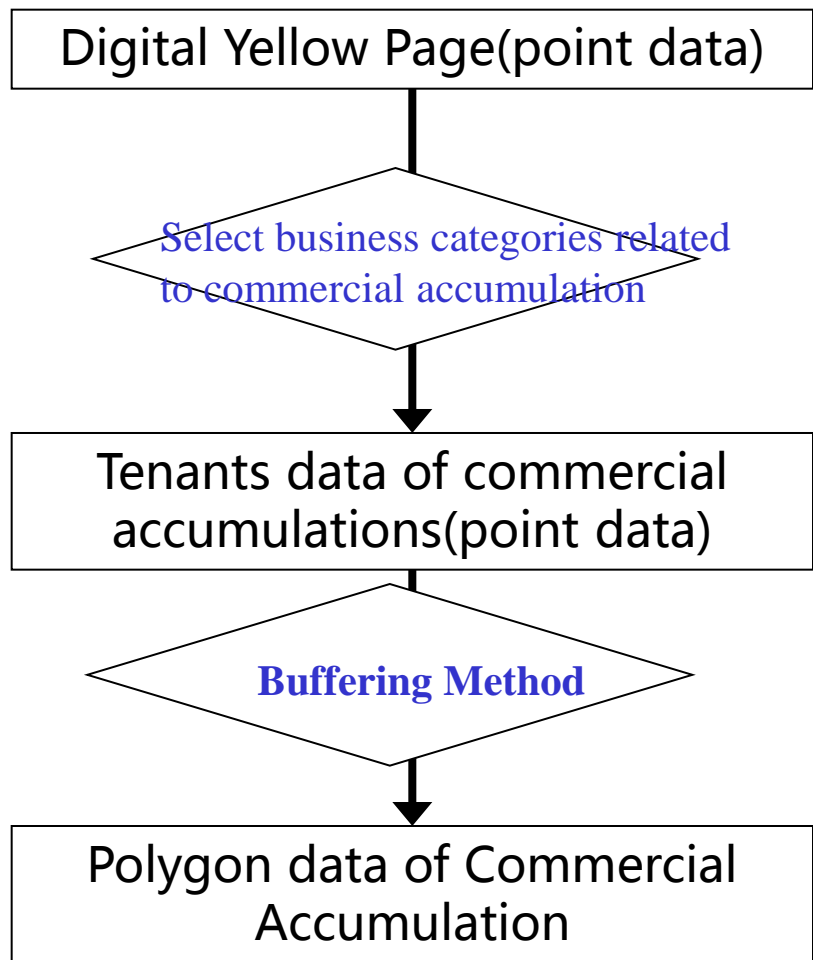 Digital Yellow Page(point data)
Select business categories related
to commercial accumulation
Tenants data of commercial
accumulations(point data)
Buffering Method
Polygon data of Commercial
Accumulation